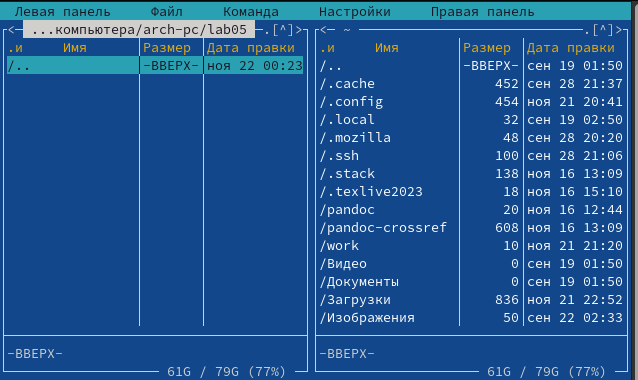 Левая панель Файл Команда Настройки Правая панель
<─ ...компьютера/arch-pc/lab05 ─.[^]>
.и Имя Размер Дата правки
/.. -ВВЕРХ- ноя 22 00:23
-ВВЕРХ-
61G / 79G (77%)
<─ ~ ─.[^]>
.и Имя Размер Дата правки
/.. -ВВЕРХ- сен 19 01:50
/.cache 452 сен 28 21:37
/.config 454 ноя 21 20:41
/.local 32 сен 19 02:50
/.mozilla 48 сен 28 20:20
/.ssh 100 сен 28 21:06
/.stack 138 ноя 16 13:09
/.texlive2023 18 ноя 16 15:10
/pandoc 20 ноя 16 12:44
/pandoc-crossref 608 ноя 16 13:09
/work 10 ноя 21 21:20
/Видео 0 сен 19 01:50
/Документы 0 сен 19 01:50
/Загрузки 836 ноя 21 22:52
/Изображения 50 сен 22 02:33
-ВВЕРХ-
61G / 79G (77%)